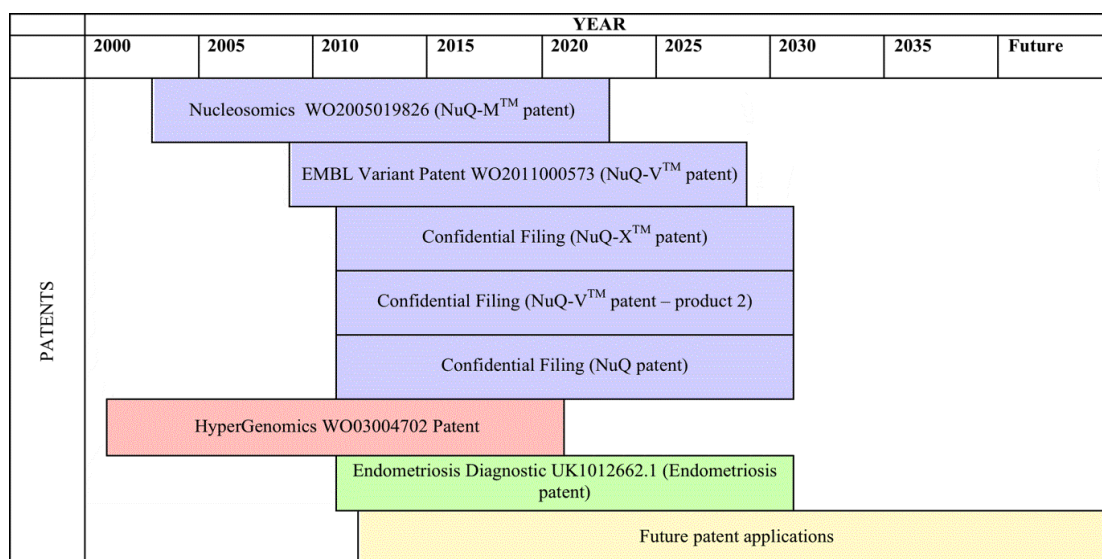 YEAR
2000 2005 2010 2015 2020 2025 2030 2035 Future
PATENTS
Nucleosomics WO2005019826 (NuQ-M™ patent)
EMBL Variant Patent WO2011000573 (NuQ-V™ patent)
Confidential Filing (NuQ-X™ patent)
Confidential Filing (NuQ-V™ patent – product 2)
Confidential Filing (NuQ patent)
HyperGenomics WO03004702 Patent
Endometriosis Diagnostic UK1012662.1 (Endometriosis
patent)
Future patent applications